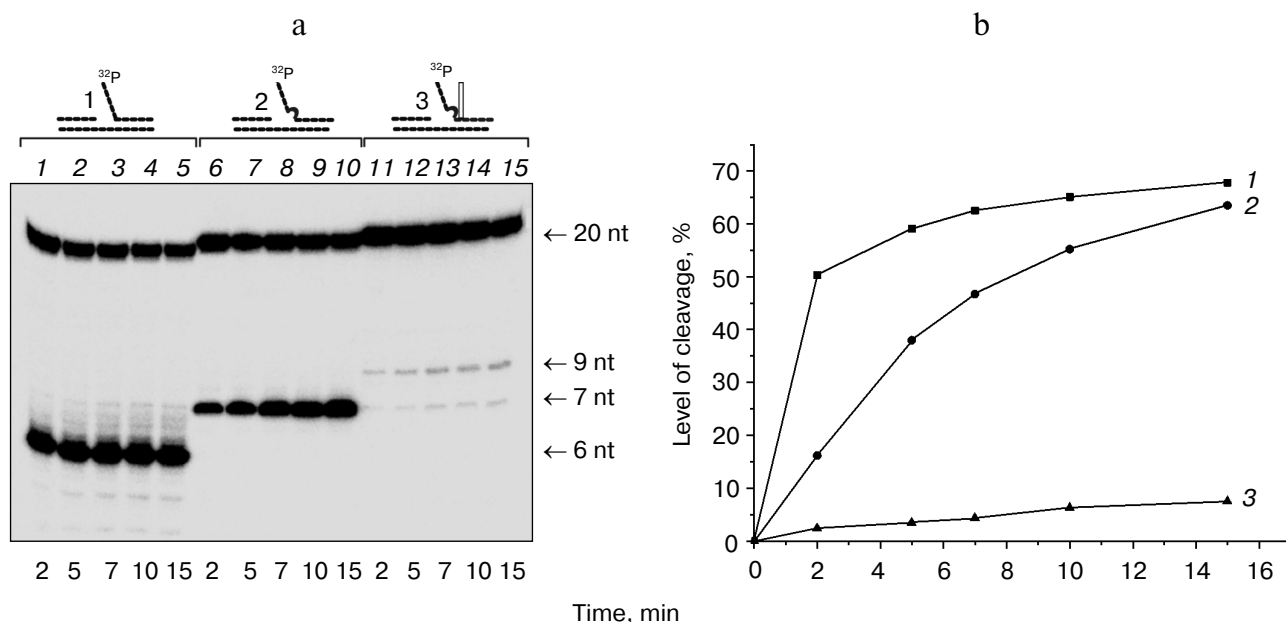 a
³²P ³²P ³²P
1 2 3
1 2 3 4 5 6 7 8 9 10 11 12 13 14 15
← 20 nt
← 9 nt
← 7 nt
← 6 nt
2 5 7 10 15 2 5 7 10 15 2 5 7 10 15
Time, min
b
Level of cleavage, %
70
60
50
40
30
20
10
0
1
2
3
0 2 4 6 8 10 12 14 16